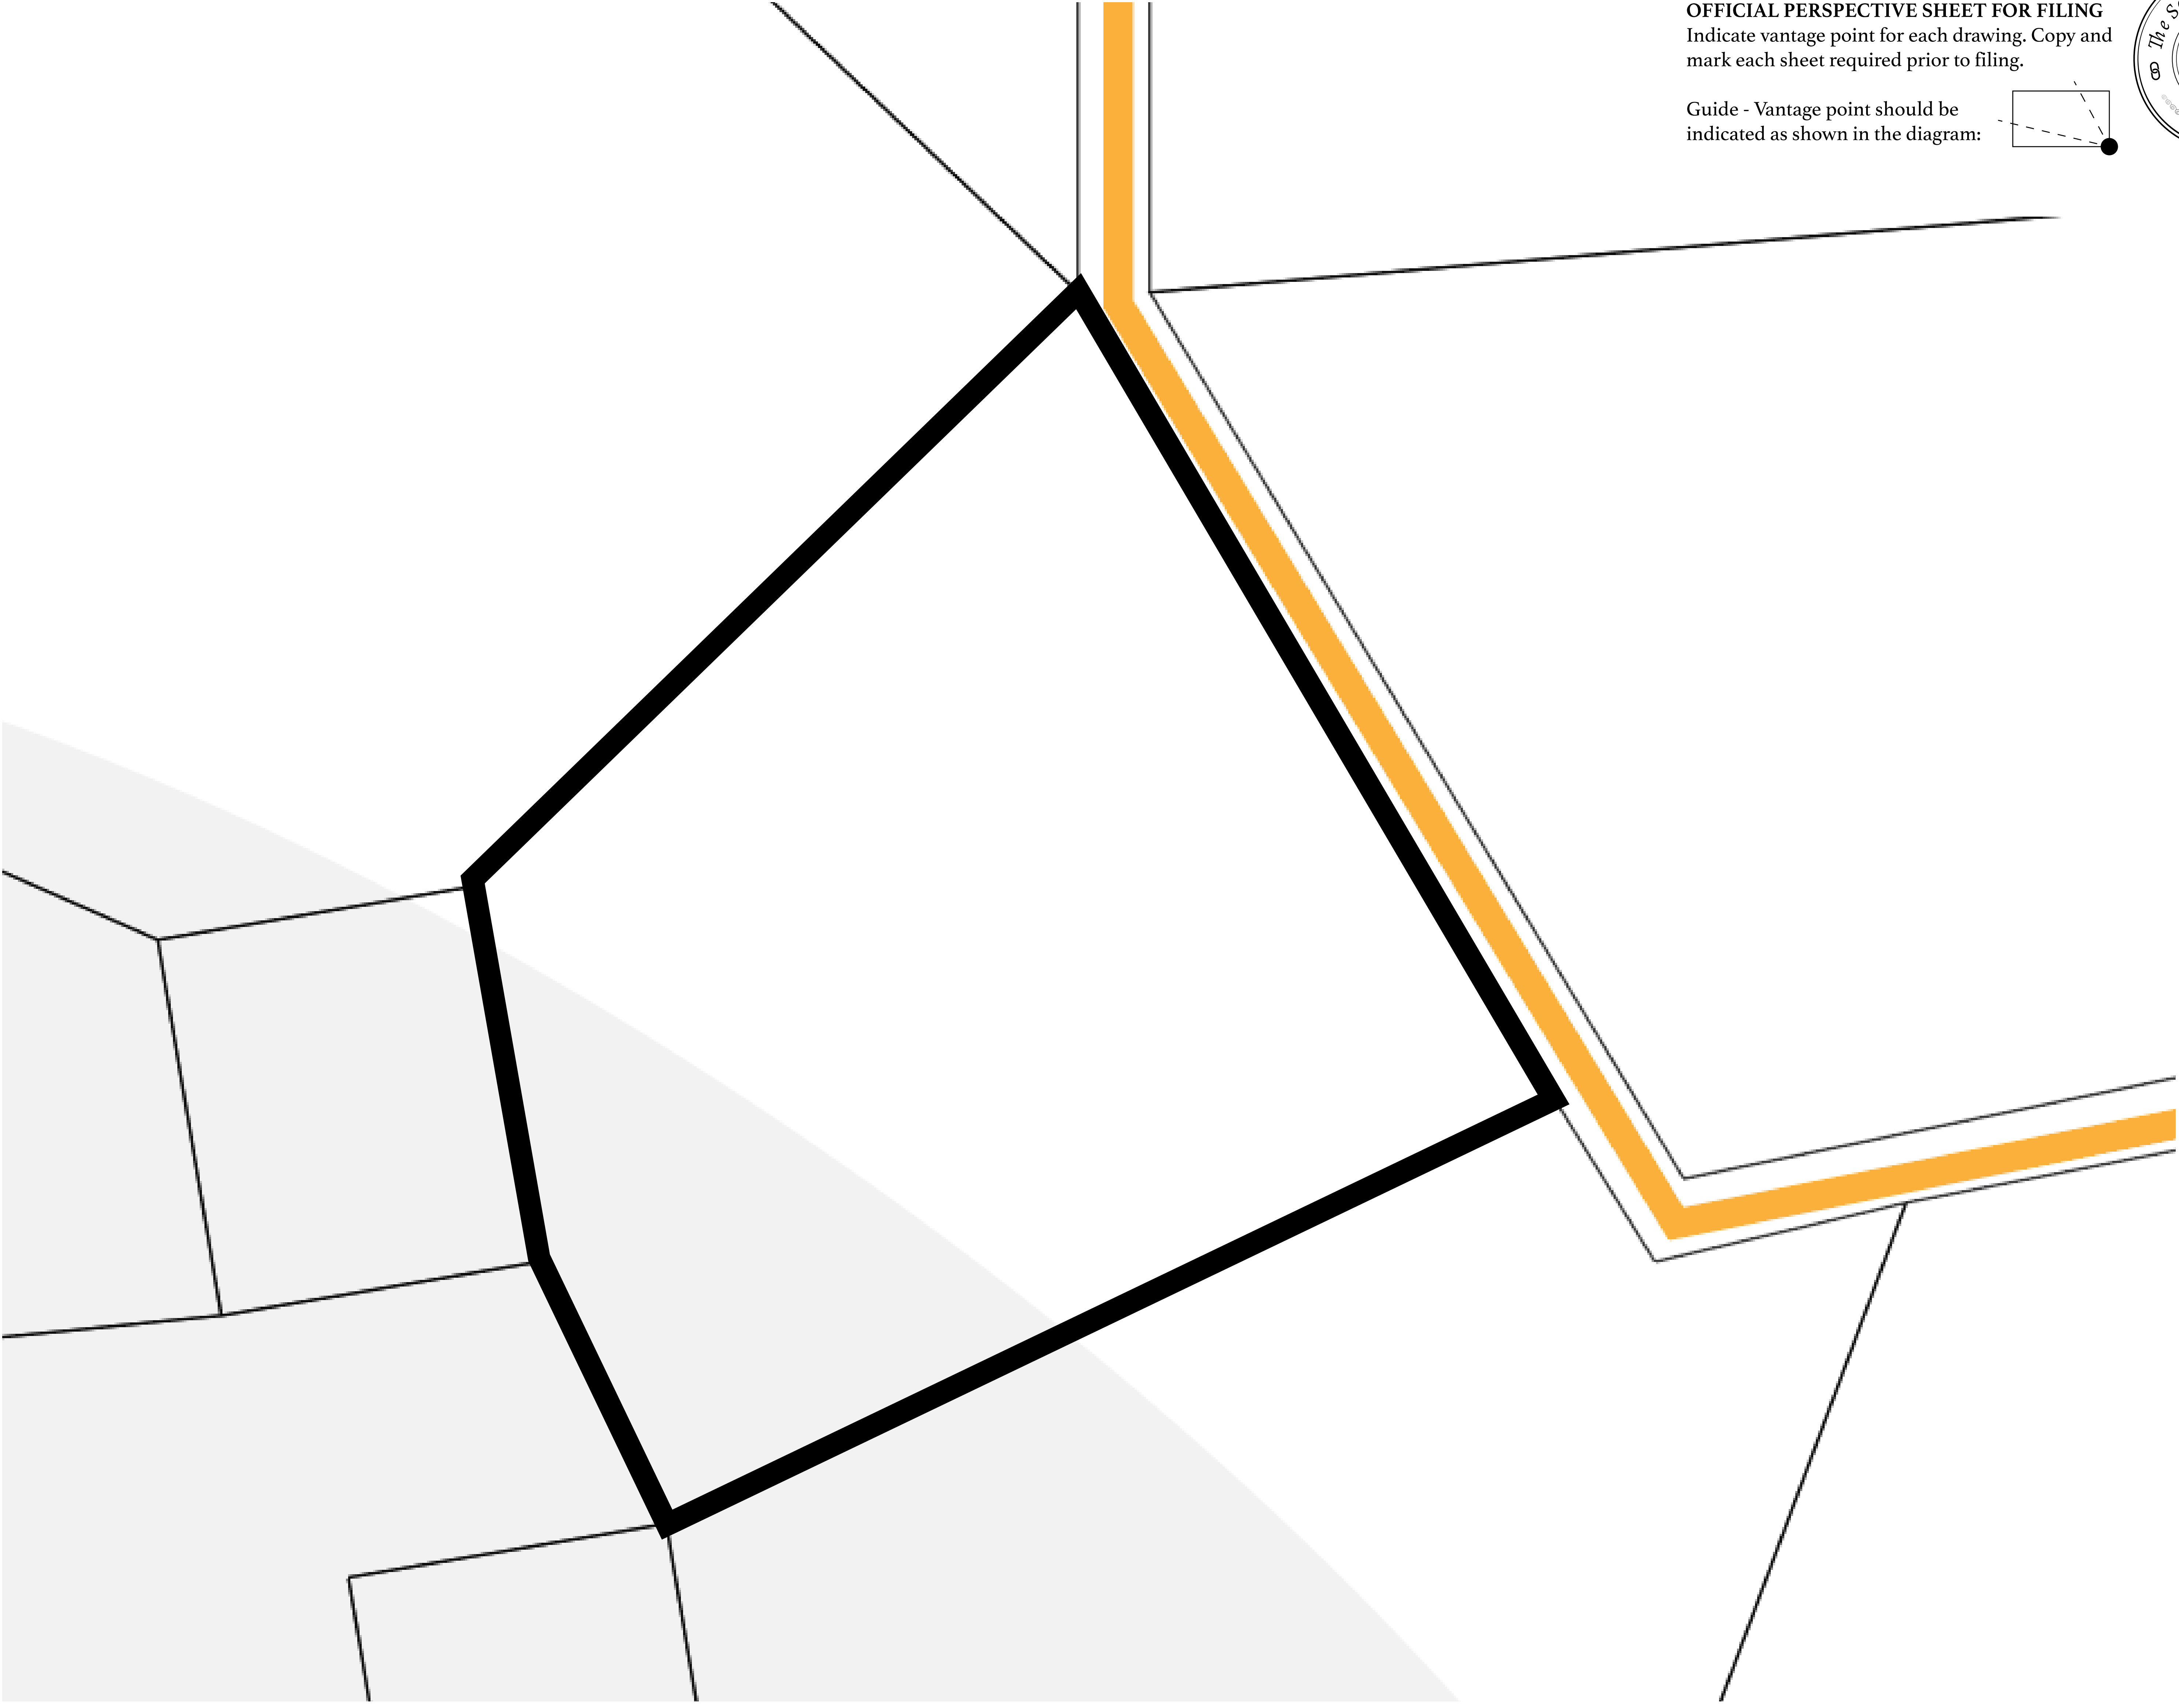 OFFICIAL PERSPECTIVE SHEET FOR FILING
Indicate vantage point for each drawing. Copy and
mark each sheet required prior to filing.
Guide - Vantage point should be
indicated as shown in the diagram:
The